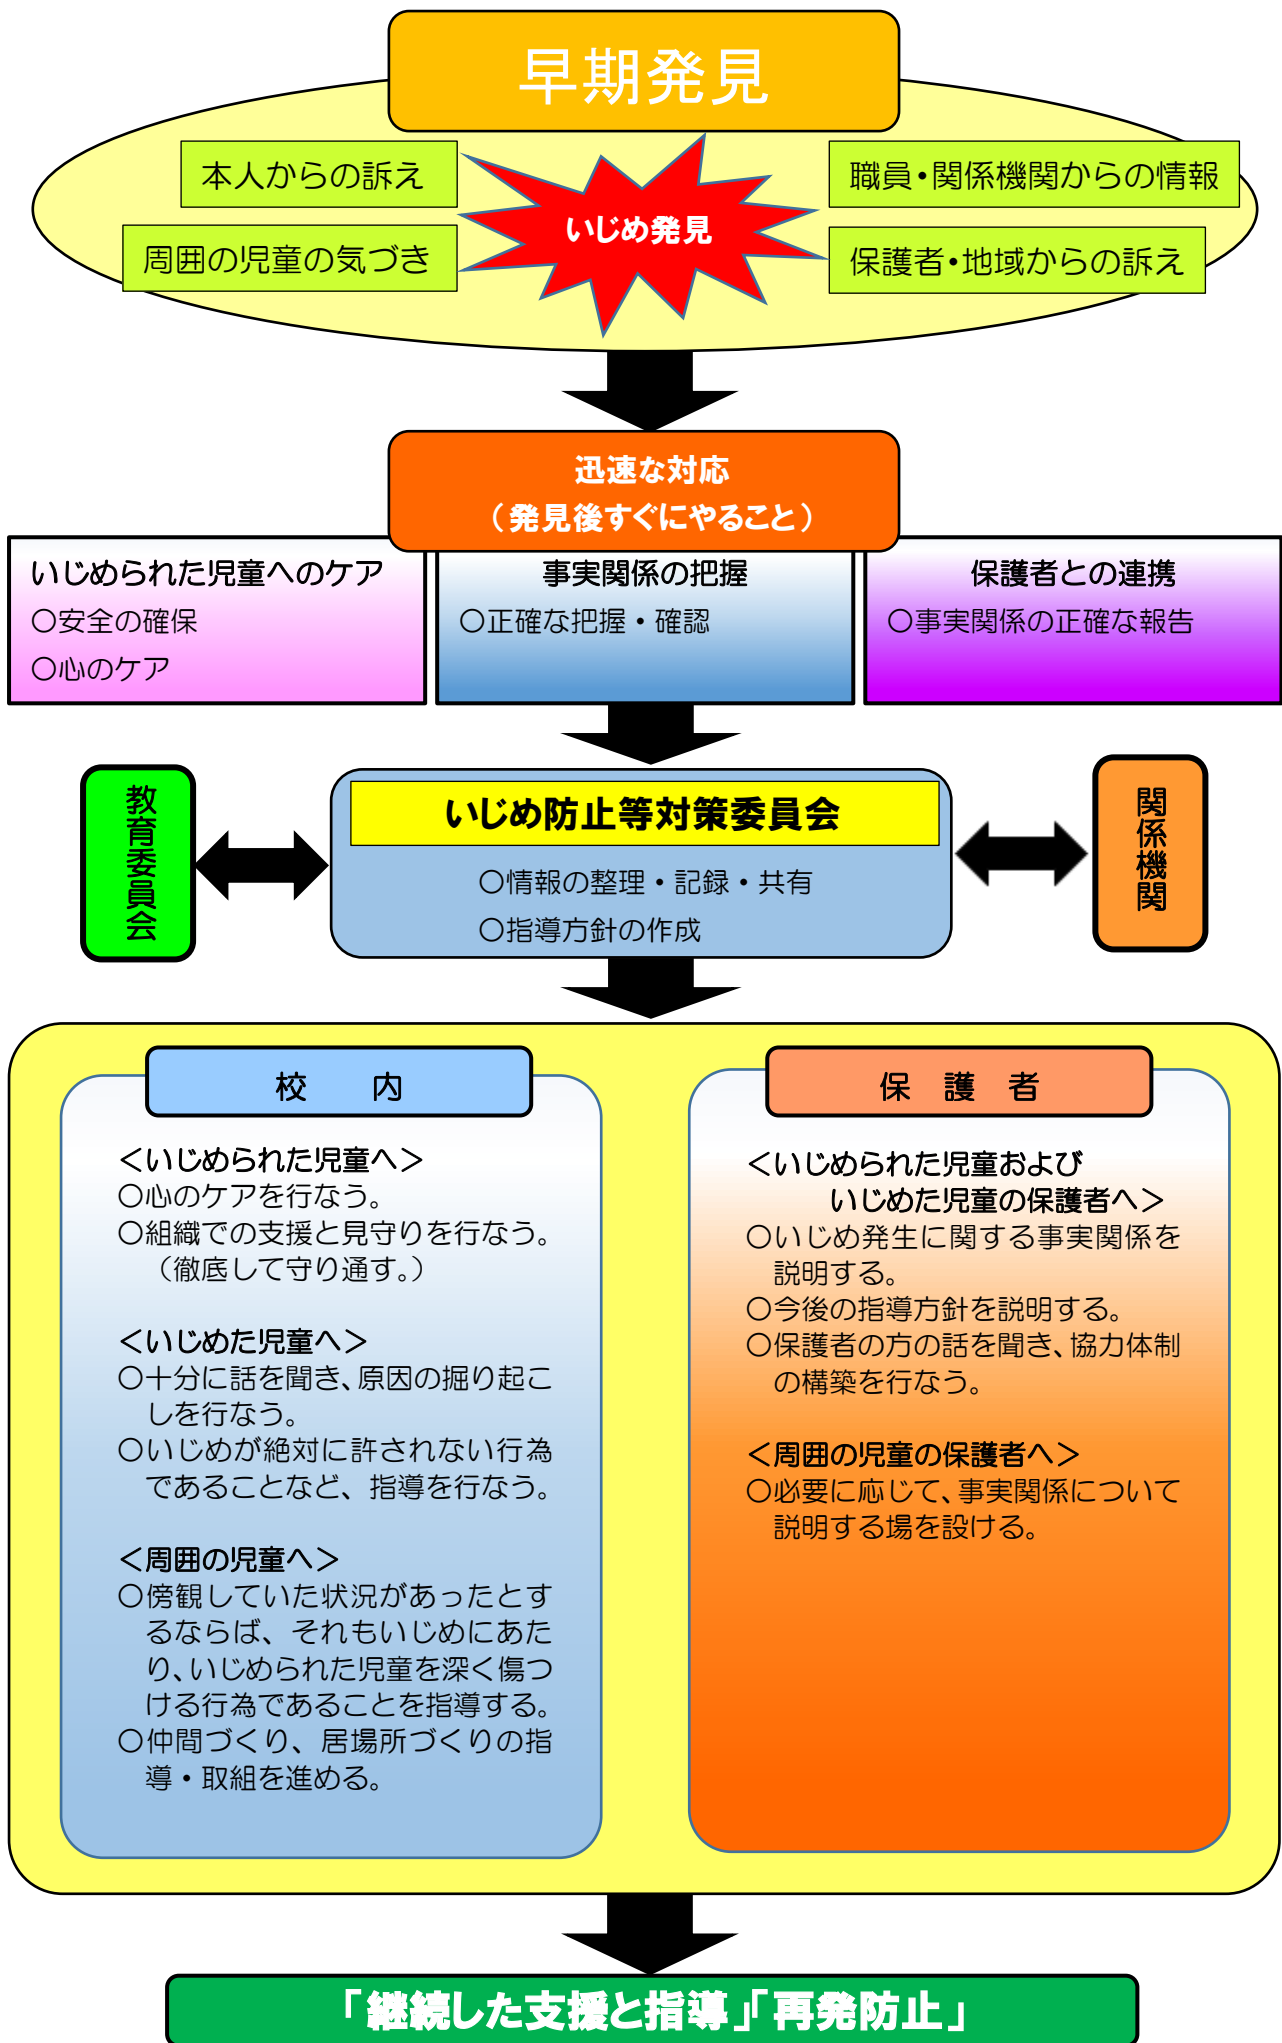 早期発見
本人からの訴え
職員・関係機関からの情報
いじめ発見
周囲の児童の気づき
保護者・地域からの訴え
迅速な対応
（発見後すぐにやること）
いじめられた児童へのケア
○安全の確保
○心のケア
事実関係の把握
○正確な把握・確認
保護者との連携
○事実関係の正確な報告
教育委員会
いじめ防止等対策委員会
○情報の整理・記録・共有
○指導方針の作成
関係機関
校　内
＜いじめられた児童へ＞
○心のケアを行なう。
○組織での支援と見守りを行なう。
（徹底して守り通す。）
＜いじめた児童へ＞
○十分に話を聞き、原因の掘り起こ
しを行なう。
○いじめが絶対に許されない行為
であることなど、指導を行なう。
＜周囲の児童へ＞
○傍観していた状況があったとす
るならば、それもいじめにあた
り、いじめられた児童を深く傷つ
ける行為であることを指導する。
○仲間づくり、居場所づくりの指
導・取組を進める。
保　護　者
＜いじめられた児童および
いじめた児童の保護者へ＞
○いじめ発生に関する事実関係を
説明する。
○今後の指導方針を説明する。
○保護者の方の話を聞き、協力体制
の構築を行なう。
＜周囲の児童の保護者へ＞
○必要に応じて、事実関係について
説明する場を設ける。
「継続した支援と指導」「再発防止」